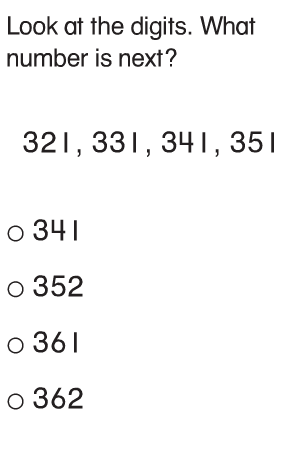 Look at the digits. What
number is next?
321, 331, 341, 351
341
352
361
362